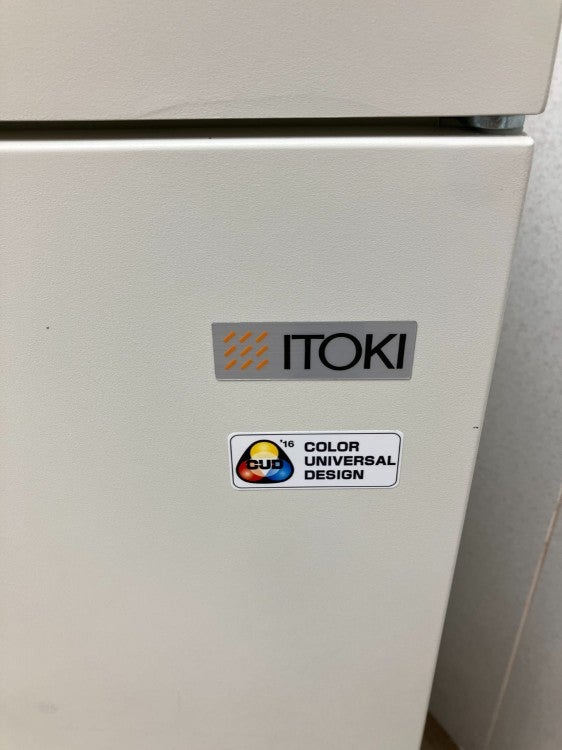 ITOKI
CUD
'16
COLOR
UNIVERSAL
DESIGN